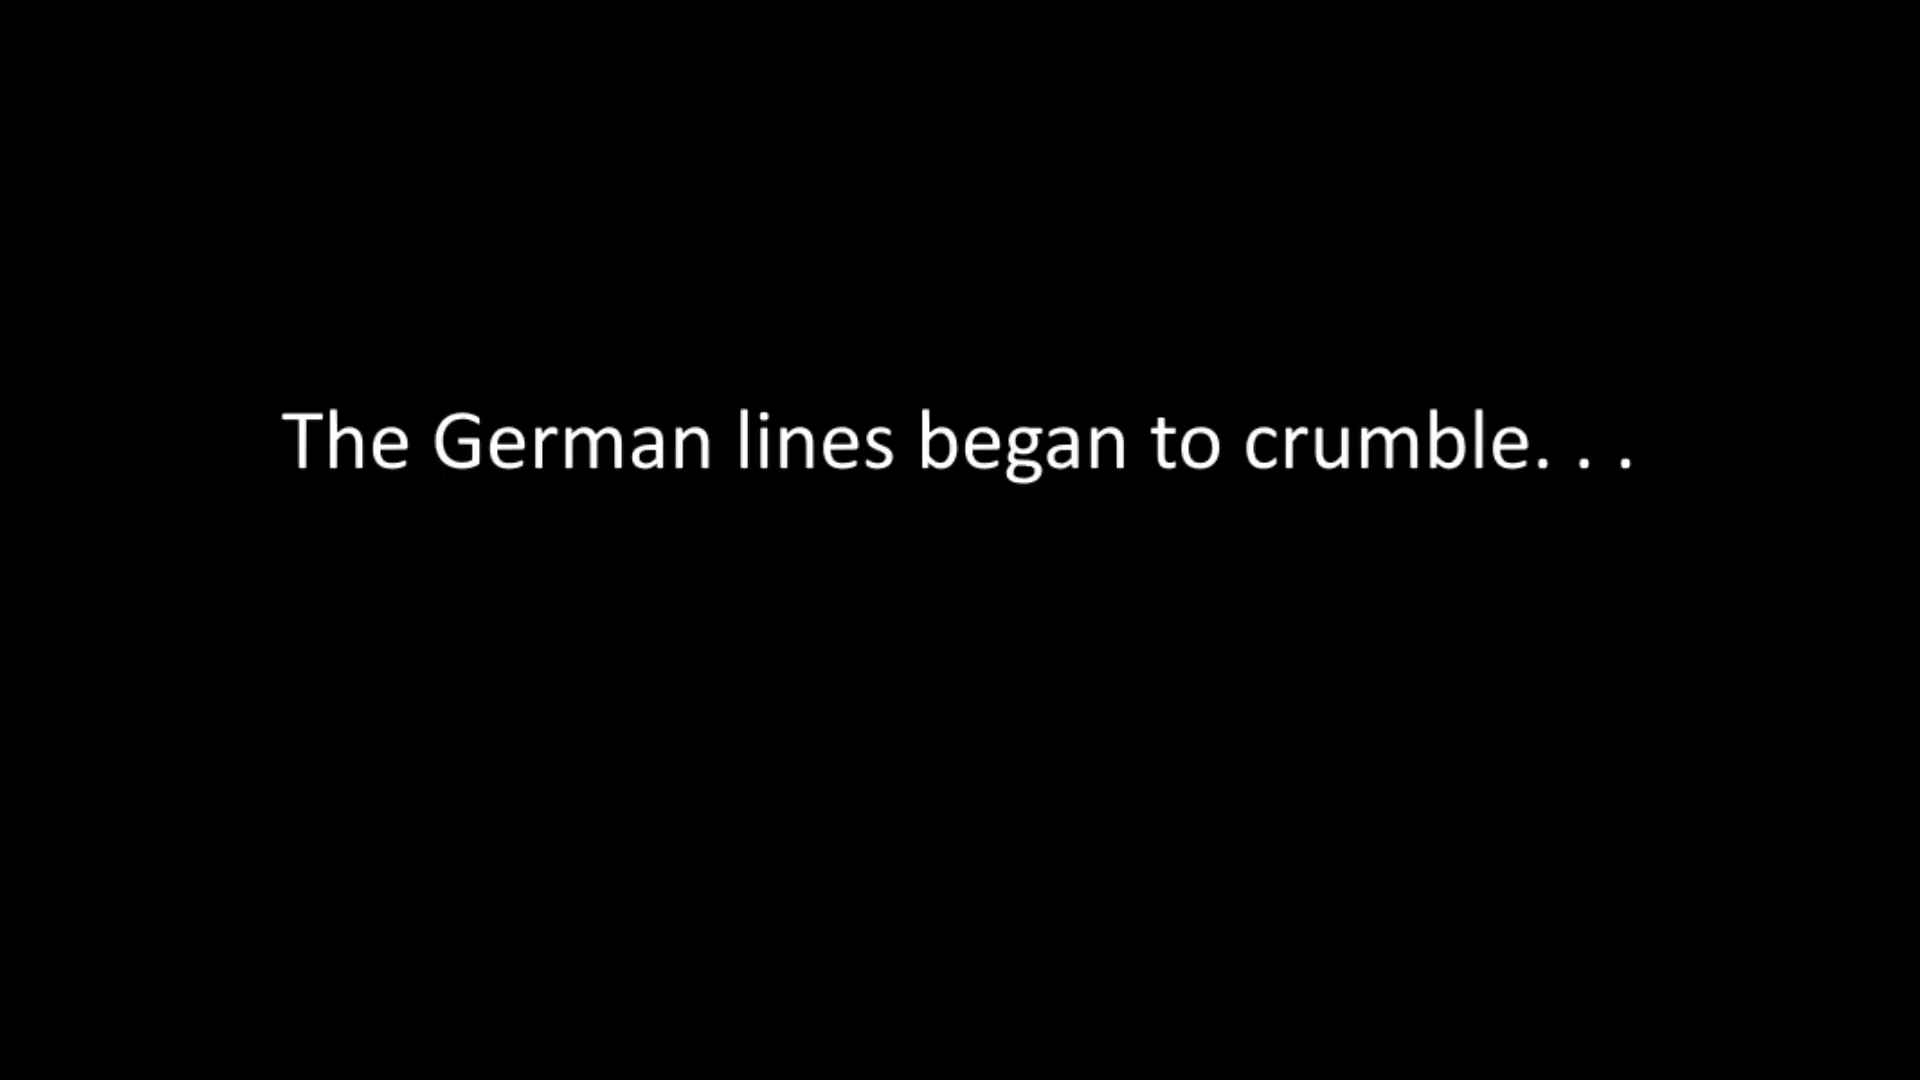 The German lines began to crumble. . .